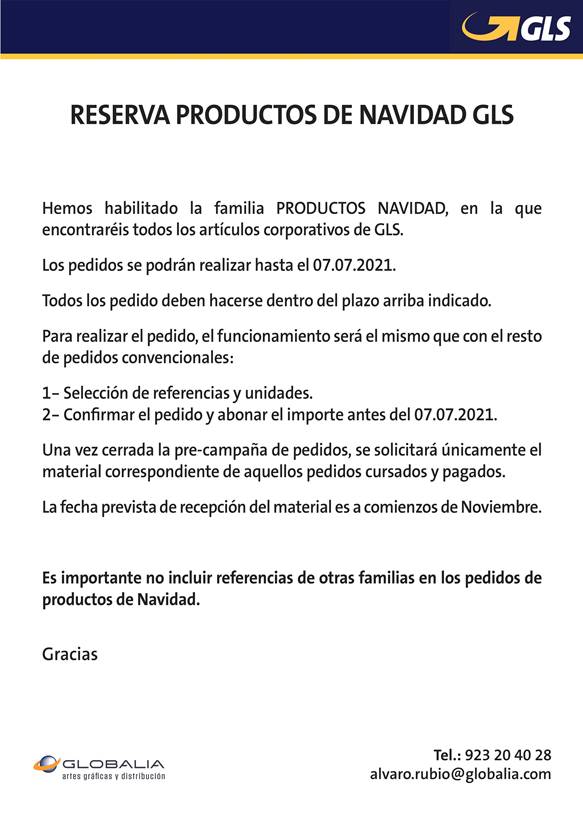 GLS
RESERVA PRODUCTOS DE NAVIDAD GLS
Hemos habilitado la familia PRODUCTOS NAVIDAD, en la que
encontraréis todos los artículos corporativos de GLS.
Los pedidos se podrán realizar hasta el 07.07.2021.
Todos los pedido deben hacerse dentro del plazo arriba indicado.
Para realizar el pedido, el funcionamiento será el mismo que con el resto
de pedidos convencionales:
1– Selección de referencias y unidades.
2– Confirmar el pedido y abonar el importe antes del 07.07.2021.
Una vez cerrada la pre-campaña de pedidos, se solicitará únicamente el
material correspondiente de aquellos pedidos cursados y pagados.
La fecha prevista de recepción del material es a comienzos de Noviembre.
Es importante no incluir referencias de otras familias en los pedidos de
productos de Navidad.
Gracias
GLOBALIA
artes gráficas y distribución
Tel.: 923 20 40 28
alvaro.rubio@globalia.com